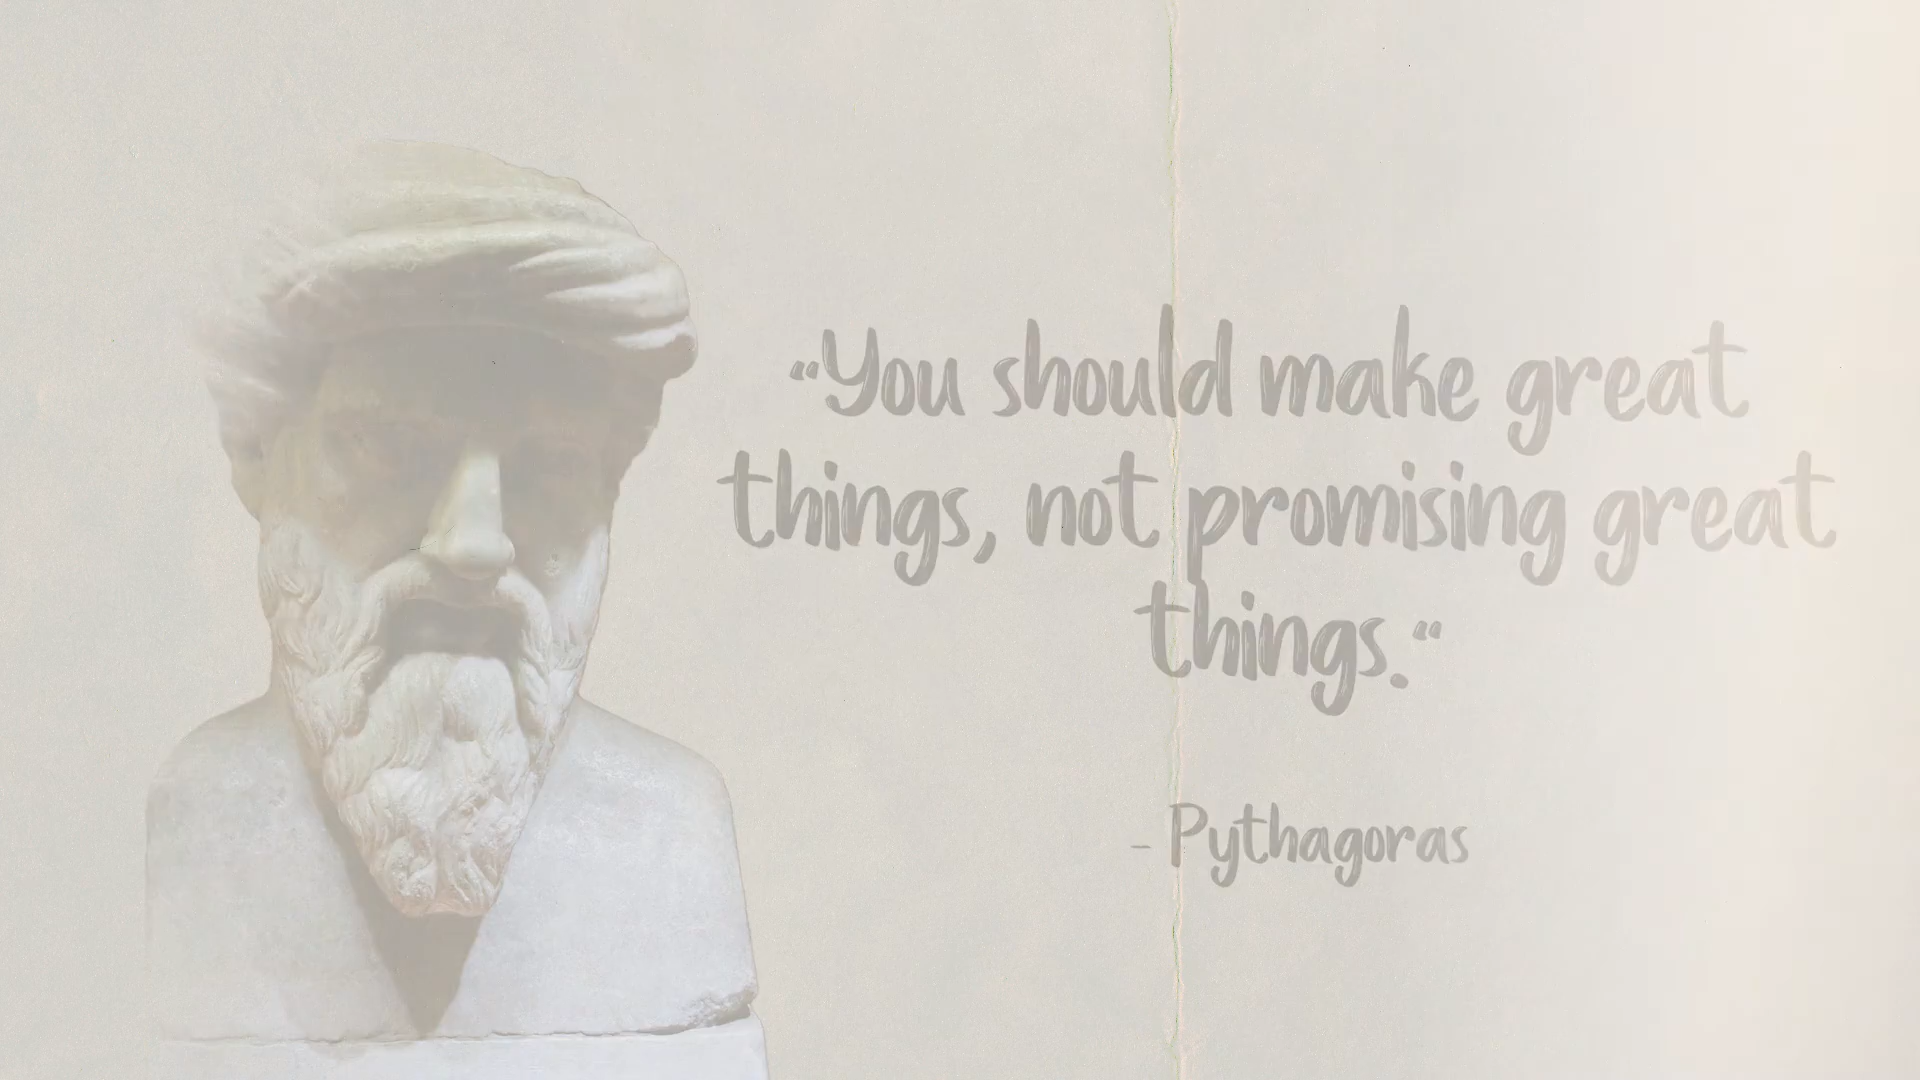 “You should make great
things, not promising great
things.“
- Pythagoras